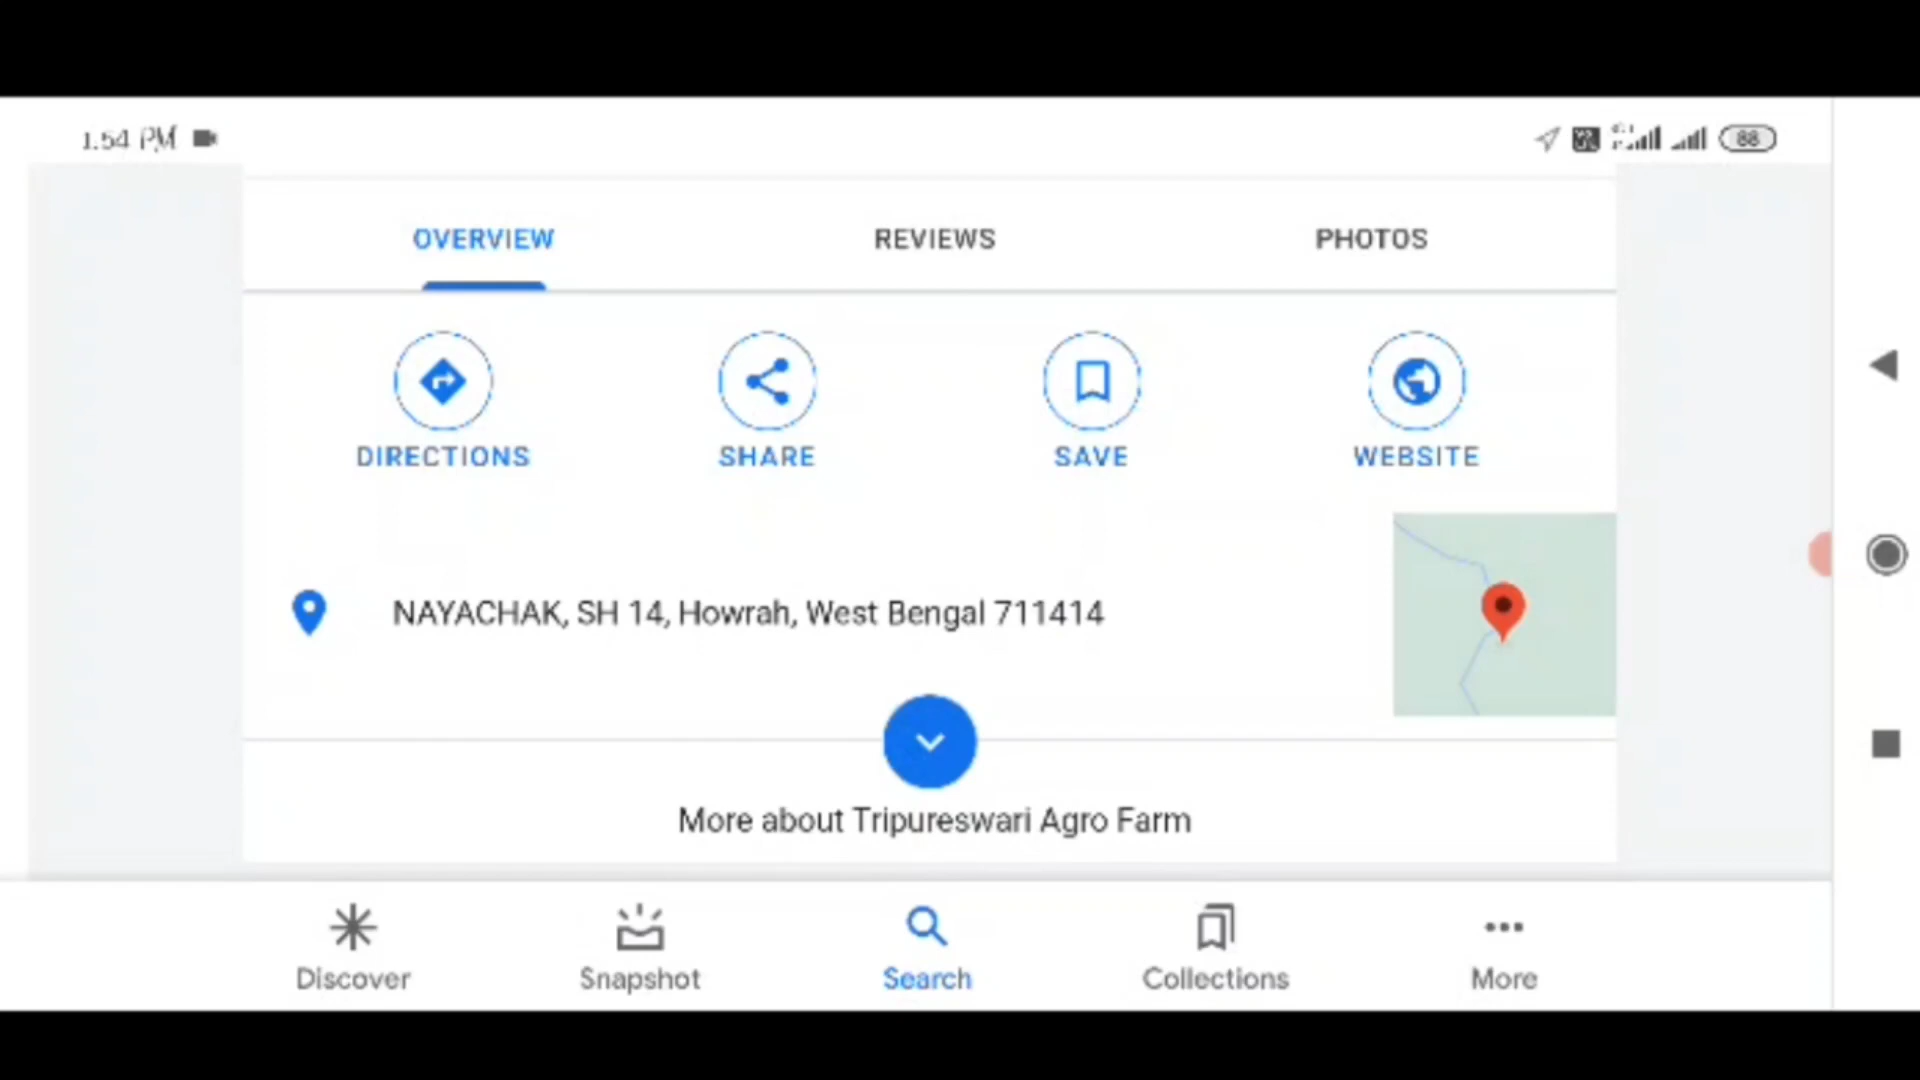 1:54 PM
88
OVERVIEW REVIEWS PHOTOS
DIRECTIONS SHARE SAVE WEBSITE
NAYACHAK, SH 14, Howrah, West Bengal 711414
More about Tripureswari Agro Farm
Discover Snapshot Search Collections More